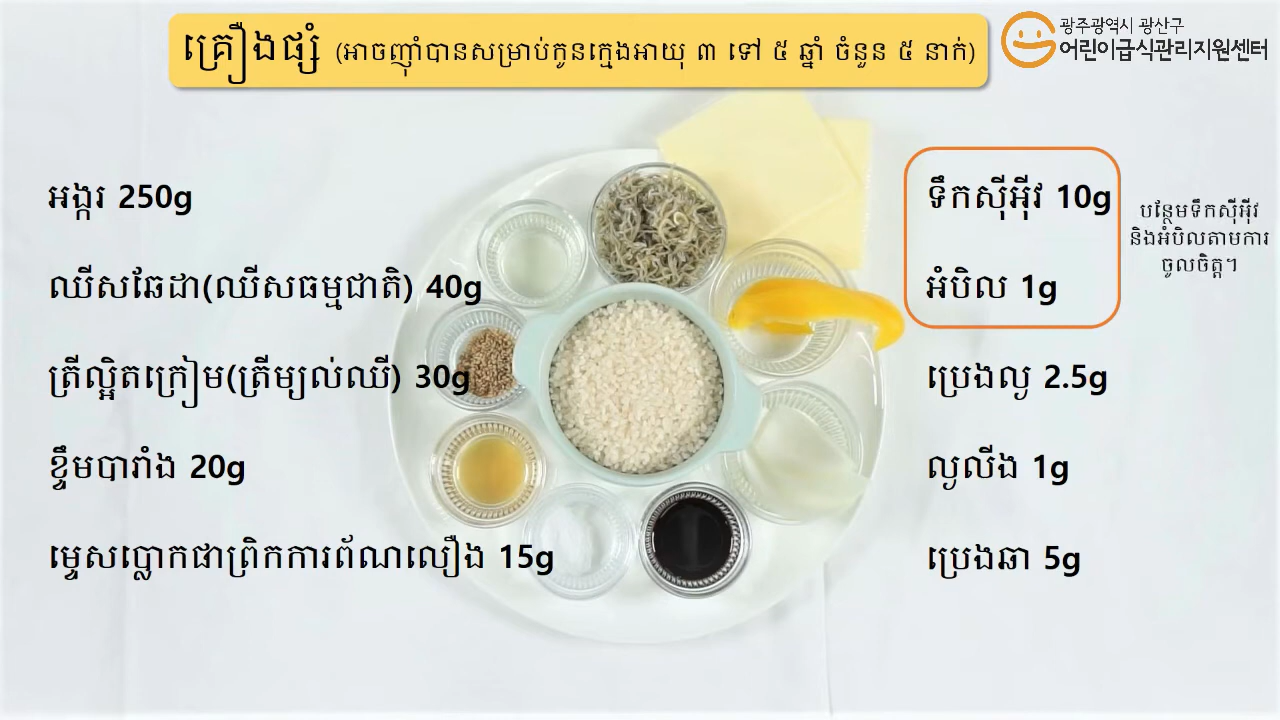 គ្រឿងផ្សំ (អាចញ៉ាំបានសម្រាប់កូនក្មេងអាយុ ៣ ទៅ ៥ ឆ្នាំ ចំនួន ៥ នាក់)
광주광역시 광산구
어린이급식관리지원센터
អង្ករ 250g
ឈីសឆែដា(ឈីសធម្មជាតិ) 40g
ត្រីល្អិតក្រៀម(ត្រីម្យល់ឈី) 30g
ខ្ទឹមបារាំង 20g
ម្ទេសប្លោកផាព្រិកការព័ណលឿង 15g
ទឹកស៊ីអ៊ីវ 10g
អំបិល 1g
ប្រេងល្ង 2.5g
ល្ងលីង 1g
ប្រេងឆា 5g
បន្ថែមទឹកស៊ីអ៊ីវ
និងអំបិលតាមការ
ចូលចិត្ត។